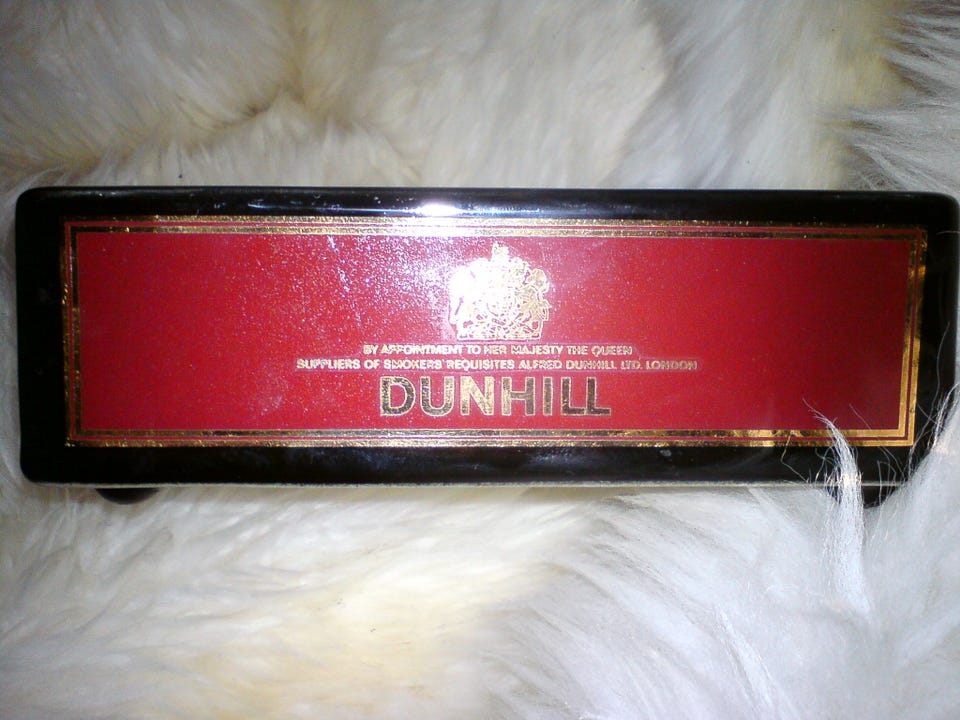 BY APPOINTMENT TO HER MAJESTY THE QUEEN
SUPPLIERS OF SMOKERS' REQUISITES ALFRED DUNHILL LTD. LONDON
DUNHILL